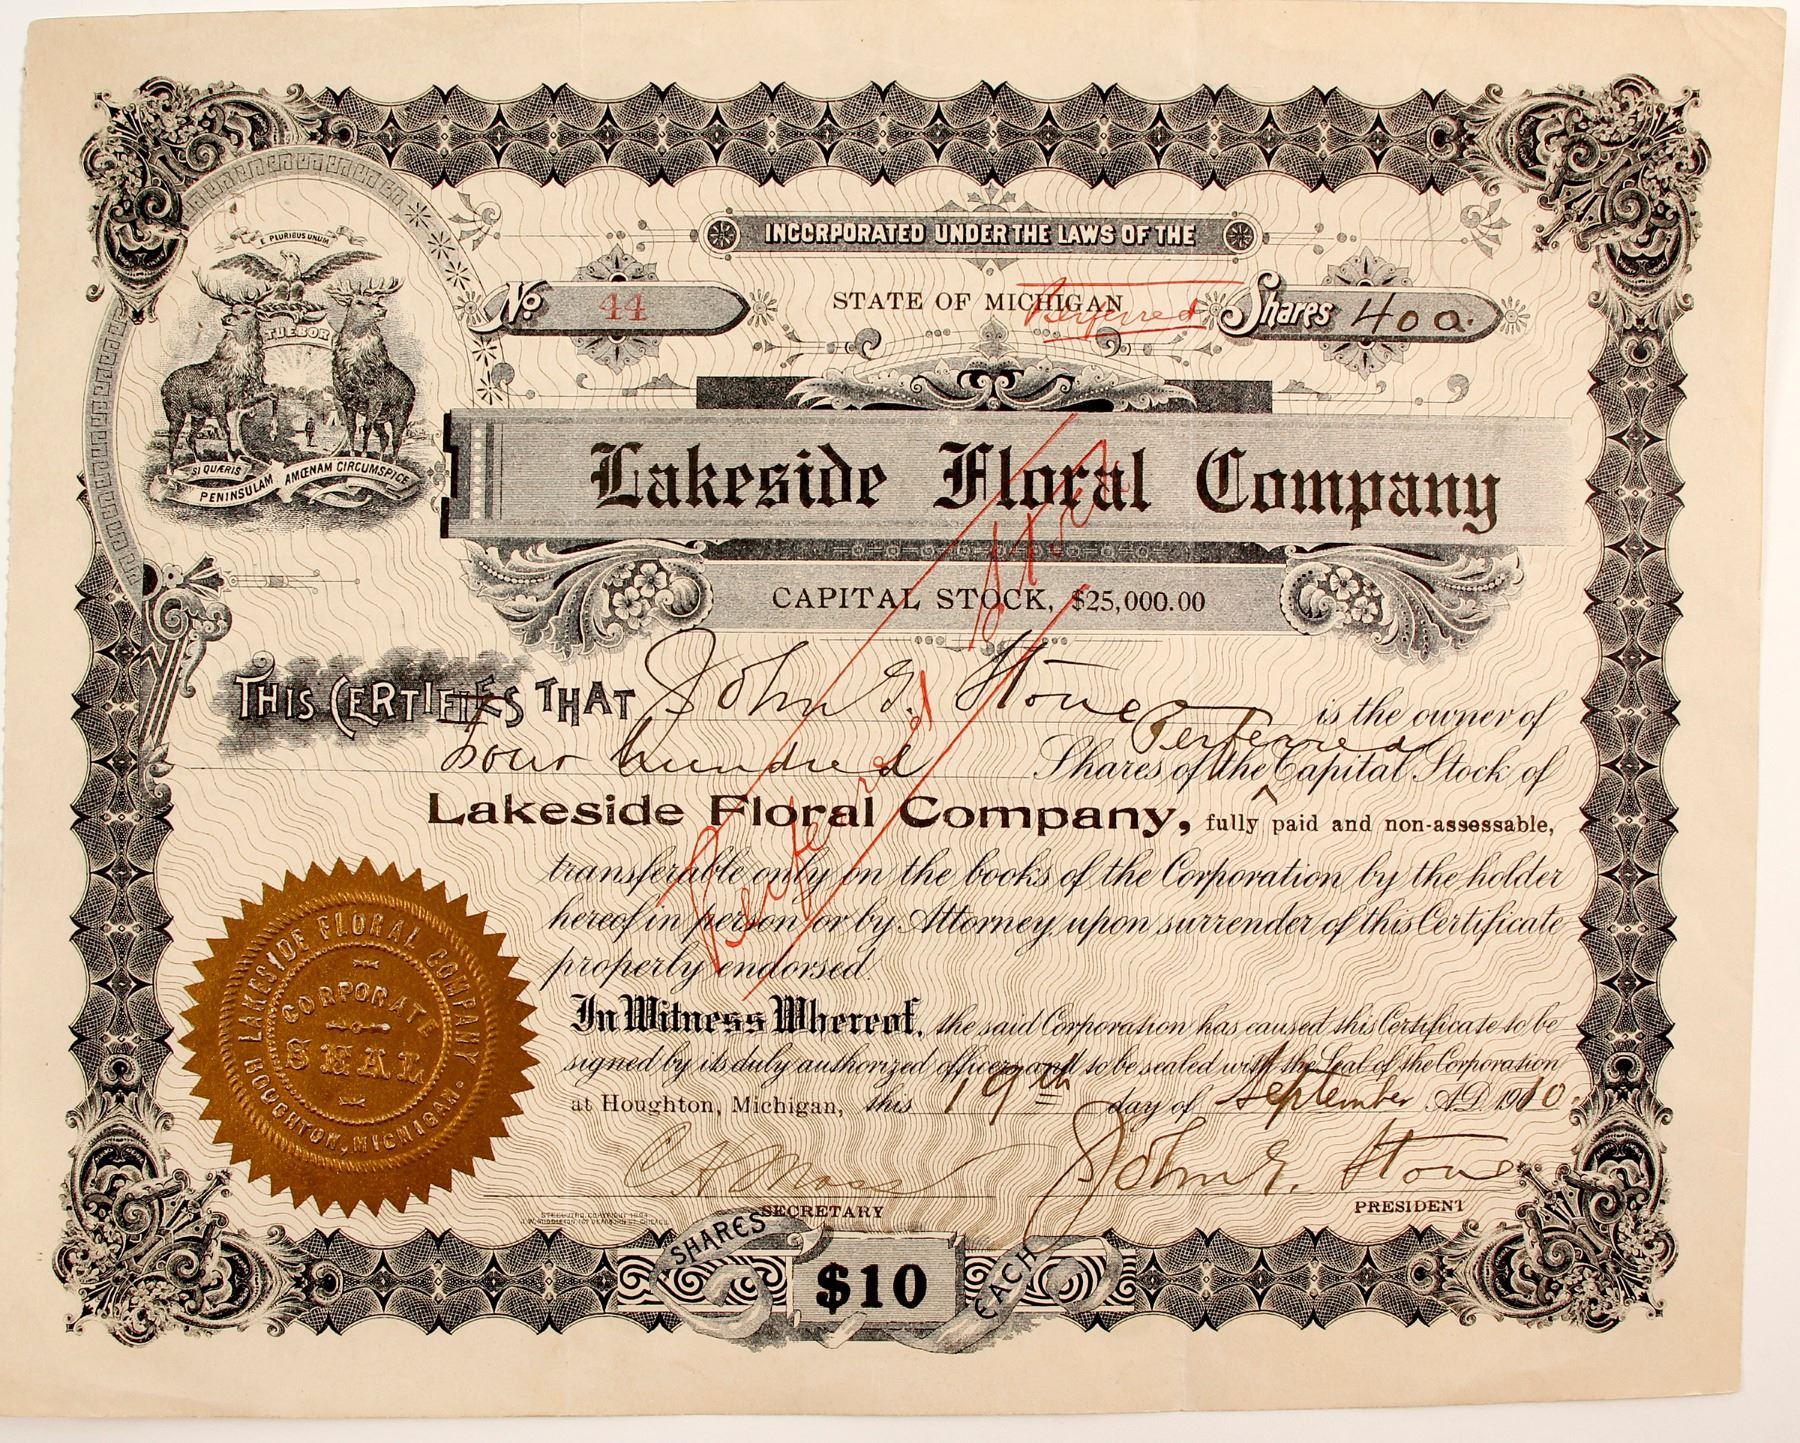 INCORPORATED UNDER THE LAWS OF THE
E PLURIBUS UNUM
No. 44
STATE OF MICHIGAN
Perferred
Shares 400.
TUEBOR
SI QUÆRIS PENINSULAM AMŒNAM CIRCUMSPICE
Lakeside Floral Company
CAPITAL STOCK, $25,000.00
Perferred Stock
THIS CERTIFIES THAT John G. Stone is the owner of
four hundred Perferred Shares of the Capital Stock of
Lakeside Floral Company, fully paid and non-assessable,
transferable only on the books of the Corporation by the holder
hereof in person or by Attorney upon surrender of this Certificate
properly endorsed.
In Witness Whereof, the said Corporation has caused this Certificate to be
signed by its duly authorized officers and to be sealed with the Seal of the Corporation
at Houghton, Michigan, this 19th day of September A.D. 1910.
LAKESIDE FLORAL COMPANY
HOUGHTON, MICHIGAN.
CORPORATE
SEAL
C A Moss
John G. Stone
SECRETARY
PRESIDENT
SHARES $10 EACH